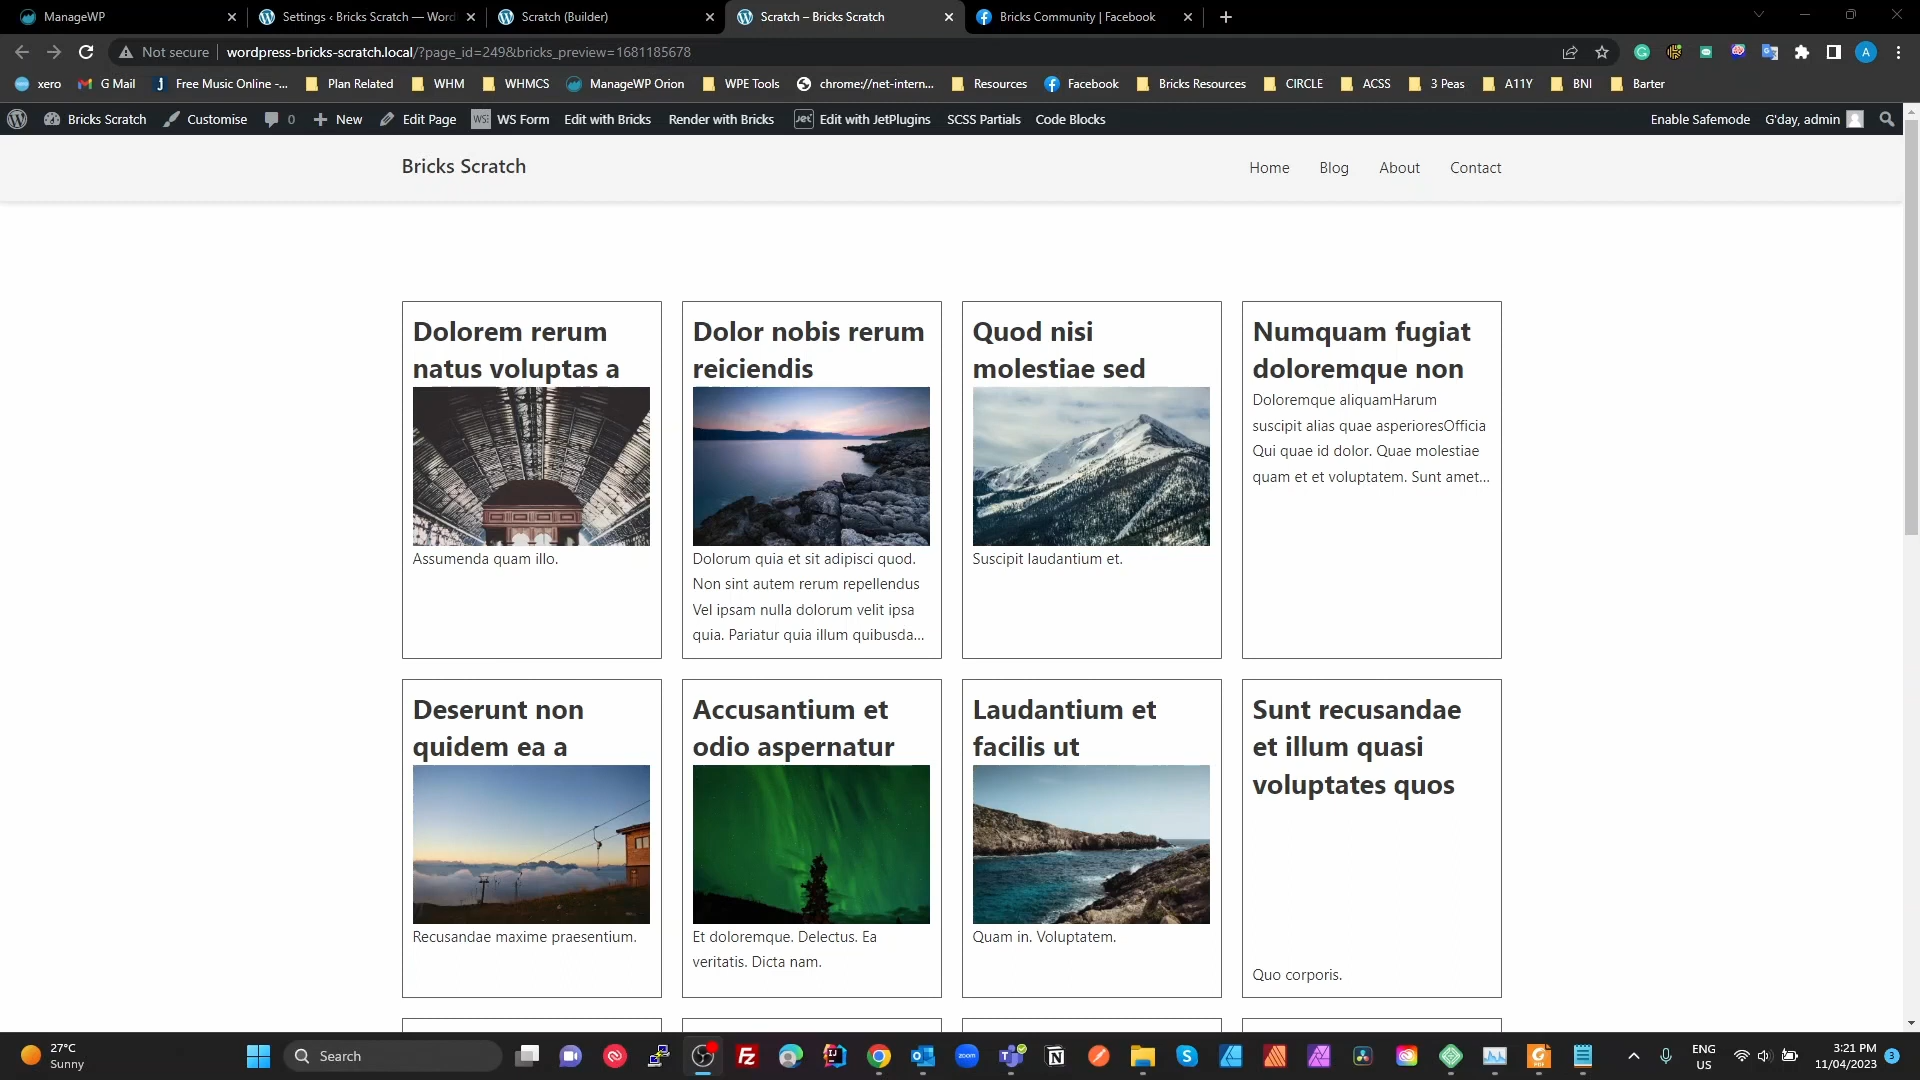 ManageWP
Settings ‹ Bricks Scratch — Word
Scratch (Builder)
Scratch – Bricks Scratch
Bricks Community | Facebook
Not secure
wordpress-bricks-scratch.local/?page_id=249&bricks_preview=1681185678
A
xero
G Mail
Free Music Online -...
Plan Related
WHM
WHMCS
ManageWP Orion
WPE Tools
chrome://net-intern...
Resources
Facebook
Bricks Resources
CIRCLE
ACSS
3 Peas
A11Y
BNI
Barter
Bricks Scratch
Customise
0
New
Edit Page
WS Form
Edit with Bricks
Render with Bricks
Edit with JetPlugins
SCSS Partials
Code Blocks
Enable Safemode
G'day, admin
Bricks Scratch
Home
Blog
About
Contact
Dolorem rerum
natus voluptas a
Assumenda quam illo.
Dolor nobis rerum
reiciendis
Dolorum quia et sit adipisci quod.
Non sint autem rerum repellendus
Vel ipsam nulla dolorum velit ipsa
quia. Pariatur quia illum quibusda...
Quod nisi
molestiae sed
Suscipit laudantium et.
Numquam fugiat
doloremque non
Doloremque aliquamHarum
suscipit alias quae asperioresOfficia
Qui quae id dolor. Quae molestiae
quam et et voluptatem. Sunt amet...
Deserunt non
quidem ea a
Recusandae maxime praesentium.
Accusantium et
odio aspernatur
Et doloremque. Delectus. Ea
veritatis. Dicta nam.
Laudantium et
facilis ut
Quam in. Voluptatem.
Sunt recusandae
et illum quasi
voluptates quos
Quo corporis.
27°C
Sunny
Search
zoom
ENG
US
3:21 PM
11/04/2023
3